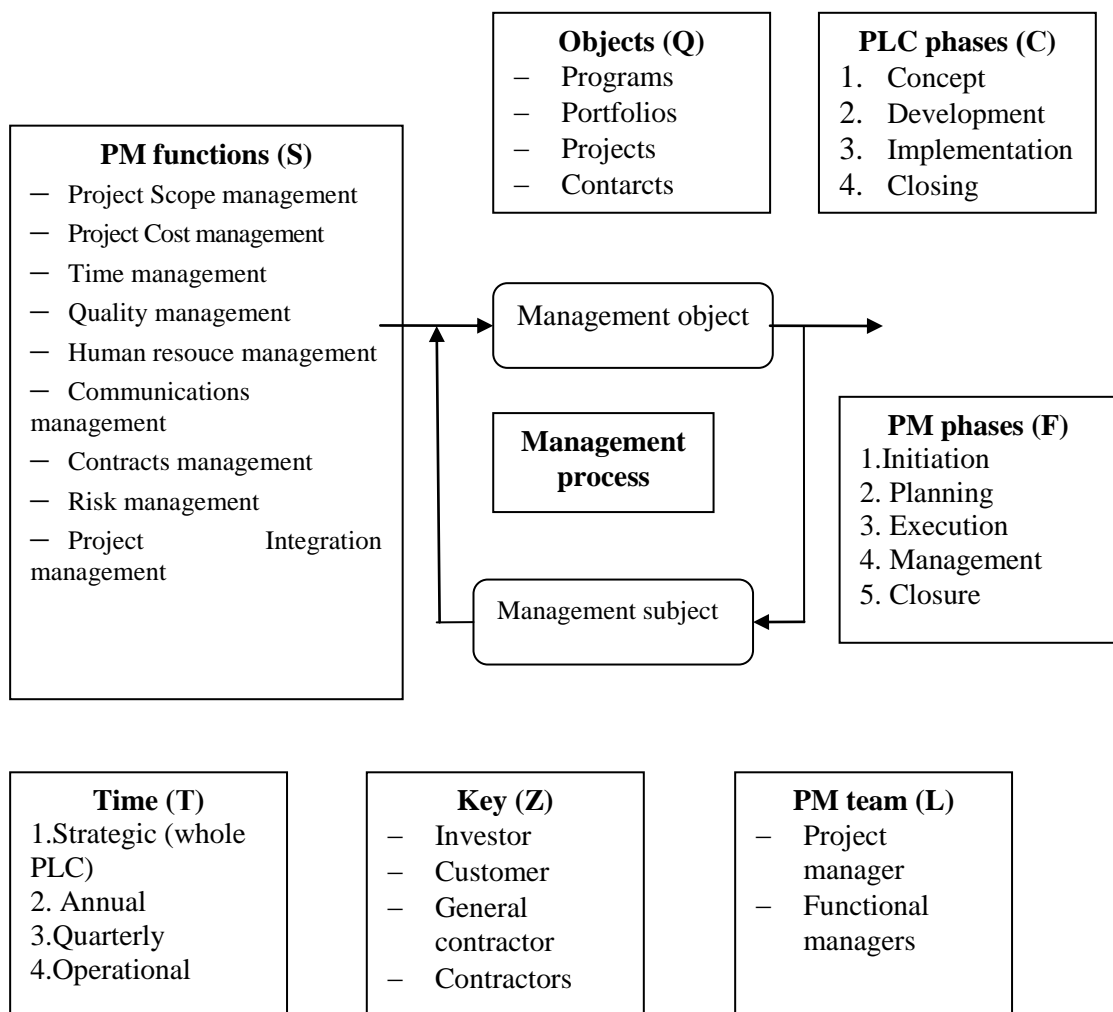 Objects (Q)
– Programs
– Portfolios
– Projects
– Contarcts
PLC phases (C)
1. Concept
2. Development
3. Implementation
4. Closing
PM functions (S)
– Project Scope management
– Project Cost management
– Time management
– Quality management
– Human resouce management
– Communications
management
– Contracts management
– Risk management
– Project Integration
management
Management object
Management
process
Management subject
PM phases (F)
1.Initiation
2. Planning
3. Execution
4. Management
5. Closure
Time (T)
1.Strategic (whole
PLC)
2. Annual
3.Quarterly
4.Operational
Key (Z)
– Investor
– Customer
– General
contractor
– Contractors
PM team (L)
– Project
manager
– Functional
managers